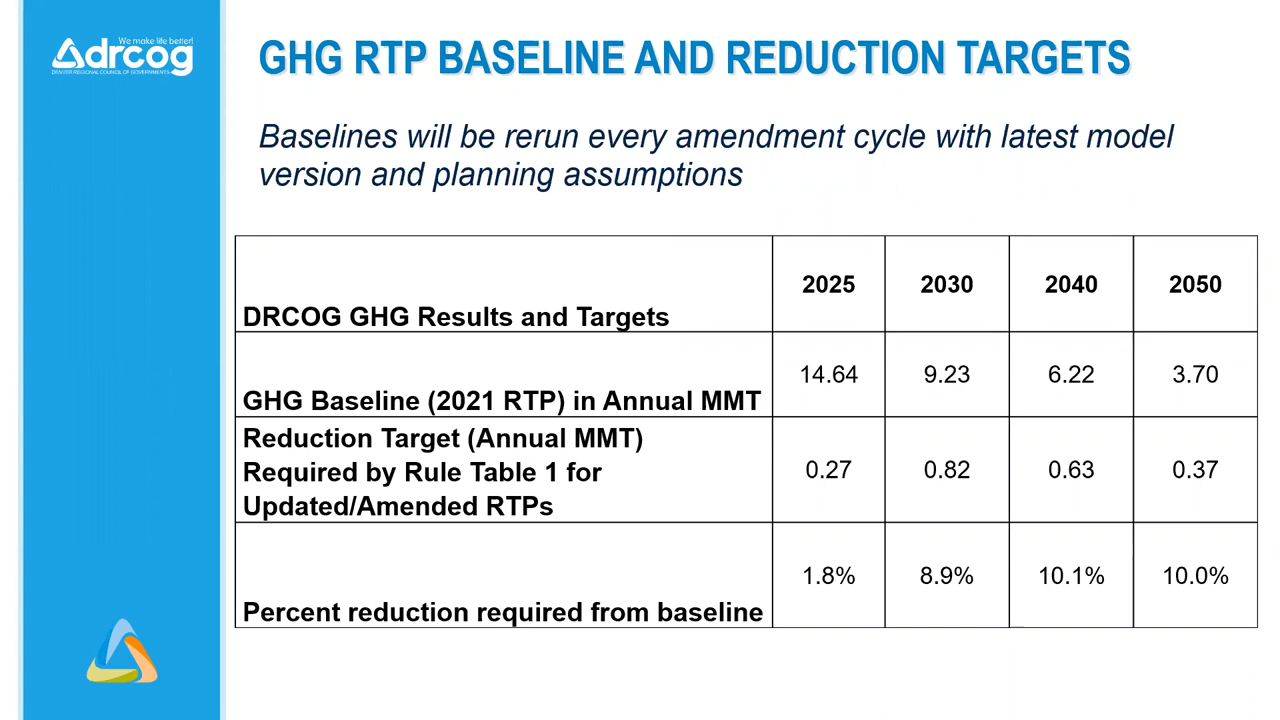 We make life better!
drcog
DENVER REGIONAL COUNCIL OF GOVERNMENTS
GHG RTP BASELINE AND REDUCTION TARGETS
Baselines will be rerun every amendment cycle with latest model
version and planning assumptions
DRCOG GHG Results and Targets 2025 2030 2040 2050
GHG Baseline (2021 RTP) in Annual MMT 14.64 9.23 6.22 3.70
Reduction Target (Annual MMT)
Required by Rule Table 1 for
Updated/Amended RTPs 0.27 0.82 0.63 0.37
Percent reduction required from baseline 1.8% 8.9% 10.1% 10.0%